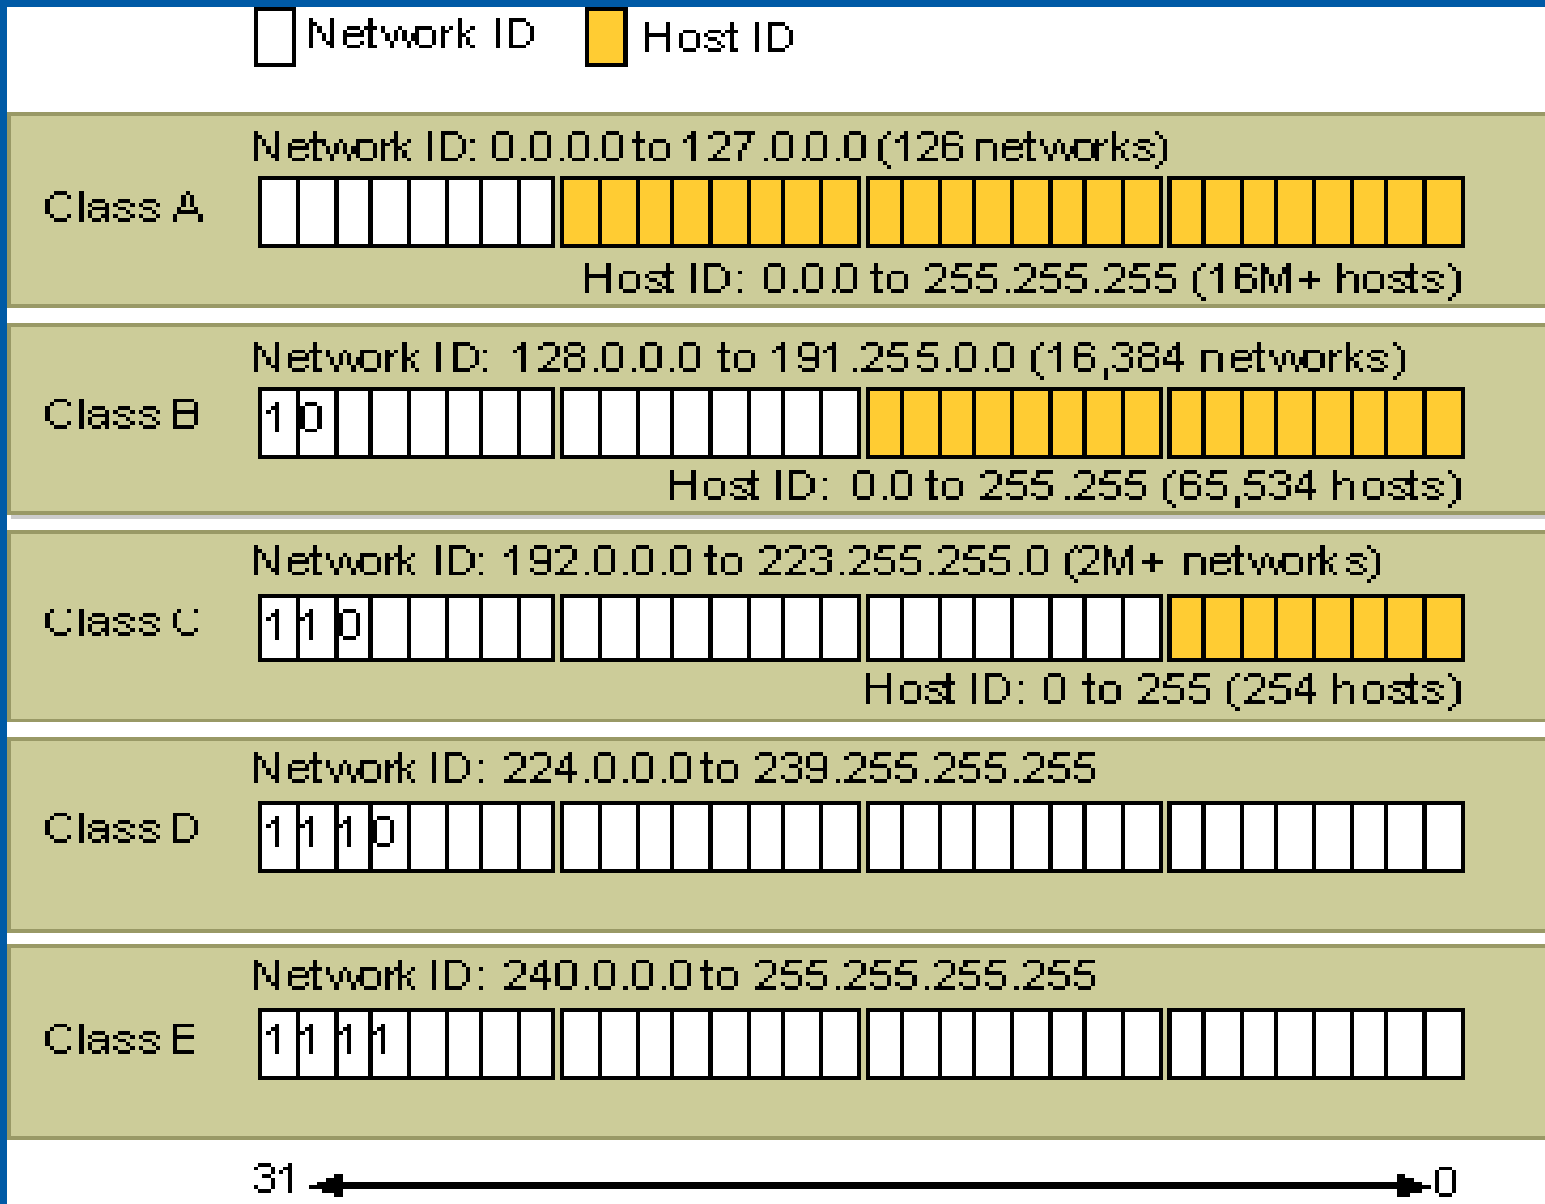 Network ID Host ID
Network ID: 0.0.0.0 to 127.0.0.0 (126 networks)
Class A
Host ID: 0.0.0 to 255.255.255 (16M+ hosts)
Network ID: 128.0.0.0 to 191.255.0.0 (16,384 networks)
Class B 1 0
Host ID: 0.0 to 255.255 (65,534 hosts)
Network ID: 192.0.0.0 to 223.255.255.0 (2M+ networks)
Class C 1 1 0
Host ID: 0 to 255 (254 hosts)
Network ID: 224.0.0.0 to 239.255.255.255
Class D 1 1 1 0
Network ID: 240.0.0.0 to 255.255.255.255
Class E 1 1 1 1
31 0